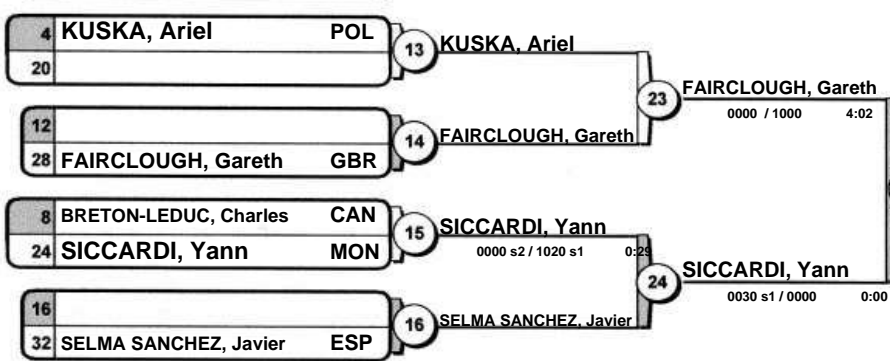 4 KUSKA, Ariel POL
20
13 KUSKA, Ariel
12
28 FAIRCLOUGH, Gareth GBR
14 FAIRCLOUGH, Gareth
23 FAIRCLOUGH, Gareth
0000 / 1000 4:02
8 BRETON-LEDUC, Charles CAN
24 SICCARDI, Yann MON
15 SICCARDI, Yann
0000 s2 / 1020 s1 0:29
16
32 SELMA SANCHEZ, Javier ESP
16 SELMA SANCHEZ, Javier
24 SICCARDI, Yann
0030 s1 / 0000 0:00